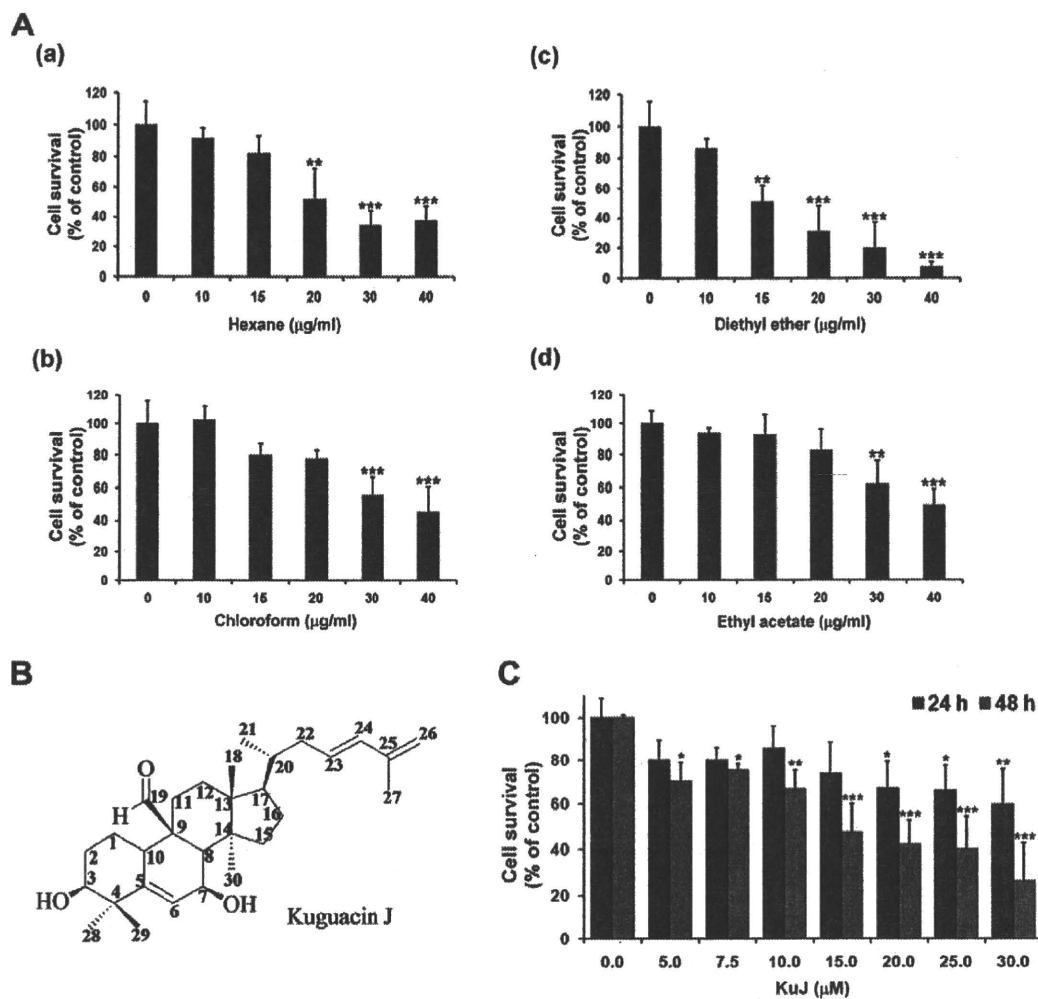 A
(a)
120
100
80
60
40
20
0
Cell survival
(% of control)
**
***
***
0 10 15 20 30 40
Hexane (µg/ml)
(c)
120
100
80
60
40
20
0
Cell survival
(% of control)
**
***
***
***
0 10 15 20 30 40
Diethyl ether (µg/ml)
(b)
120
100
80
60
40
20
0
Cell survival
(% of control)
***
***
0 10 15 20 30 40
Chloroform (µg/ml)
(d)
120
100
80
60
40
20
0
Cell survival
(% of control)
**
***
0 10 15 20 30 40
Ethyl acetate (µg/ml)
B
21
22
24
26
18
20
23
25
O
12
17
27
19
11
13
16
H
9
14
15
1
8
2
10
30
3
5
7
HO
4
6
OH
28
29
Kuguacin J
C
24 h 48 h
100
80
60
40
20
0
Cell survival
(% of control)
*
*
**
***
*
***
*
***
**
***
0.0 5.0 7.5 10.0 15.0 20.0 25.0 30.0
KuJ (µM)